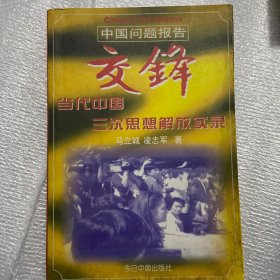 中国问题报告
交鋒
当代中国
三次思想解放实录
马立诚 凌志军 著
今日中国出版社